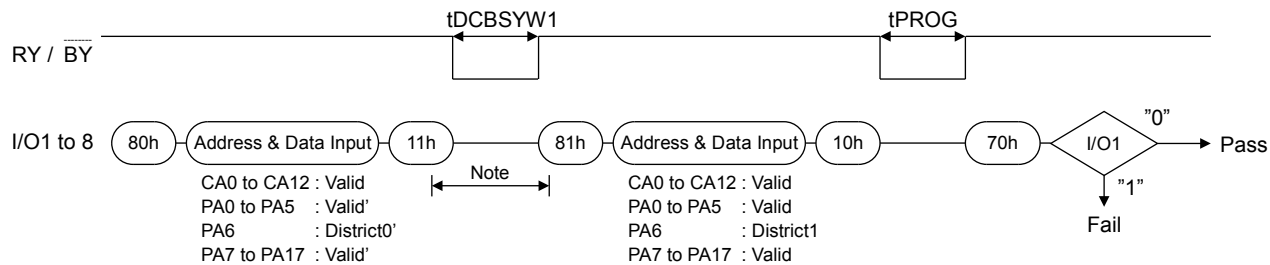 tDCBSYW1
tPROG
RY / BY
I/O1 to 8
80h
Address & Data Input
11h
81h
Address & Data Input
10h
70h
I/O1
"0"
Pass
"1"
Fail
Note
CA0 to CA12 : Valid
PA0 to PA5 : Valid'
PA6 : District0'
PA7 to PA17 : Valid'
CA0 to CA12 : Valid
PA0 to PA5 : Valid
PA6 : District1
PA7 to PA17 : Valid